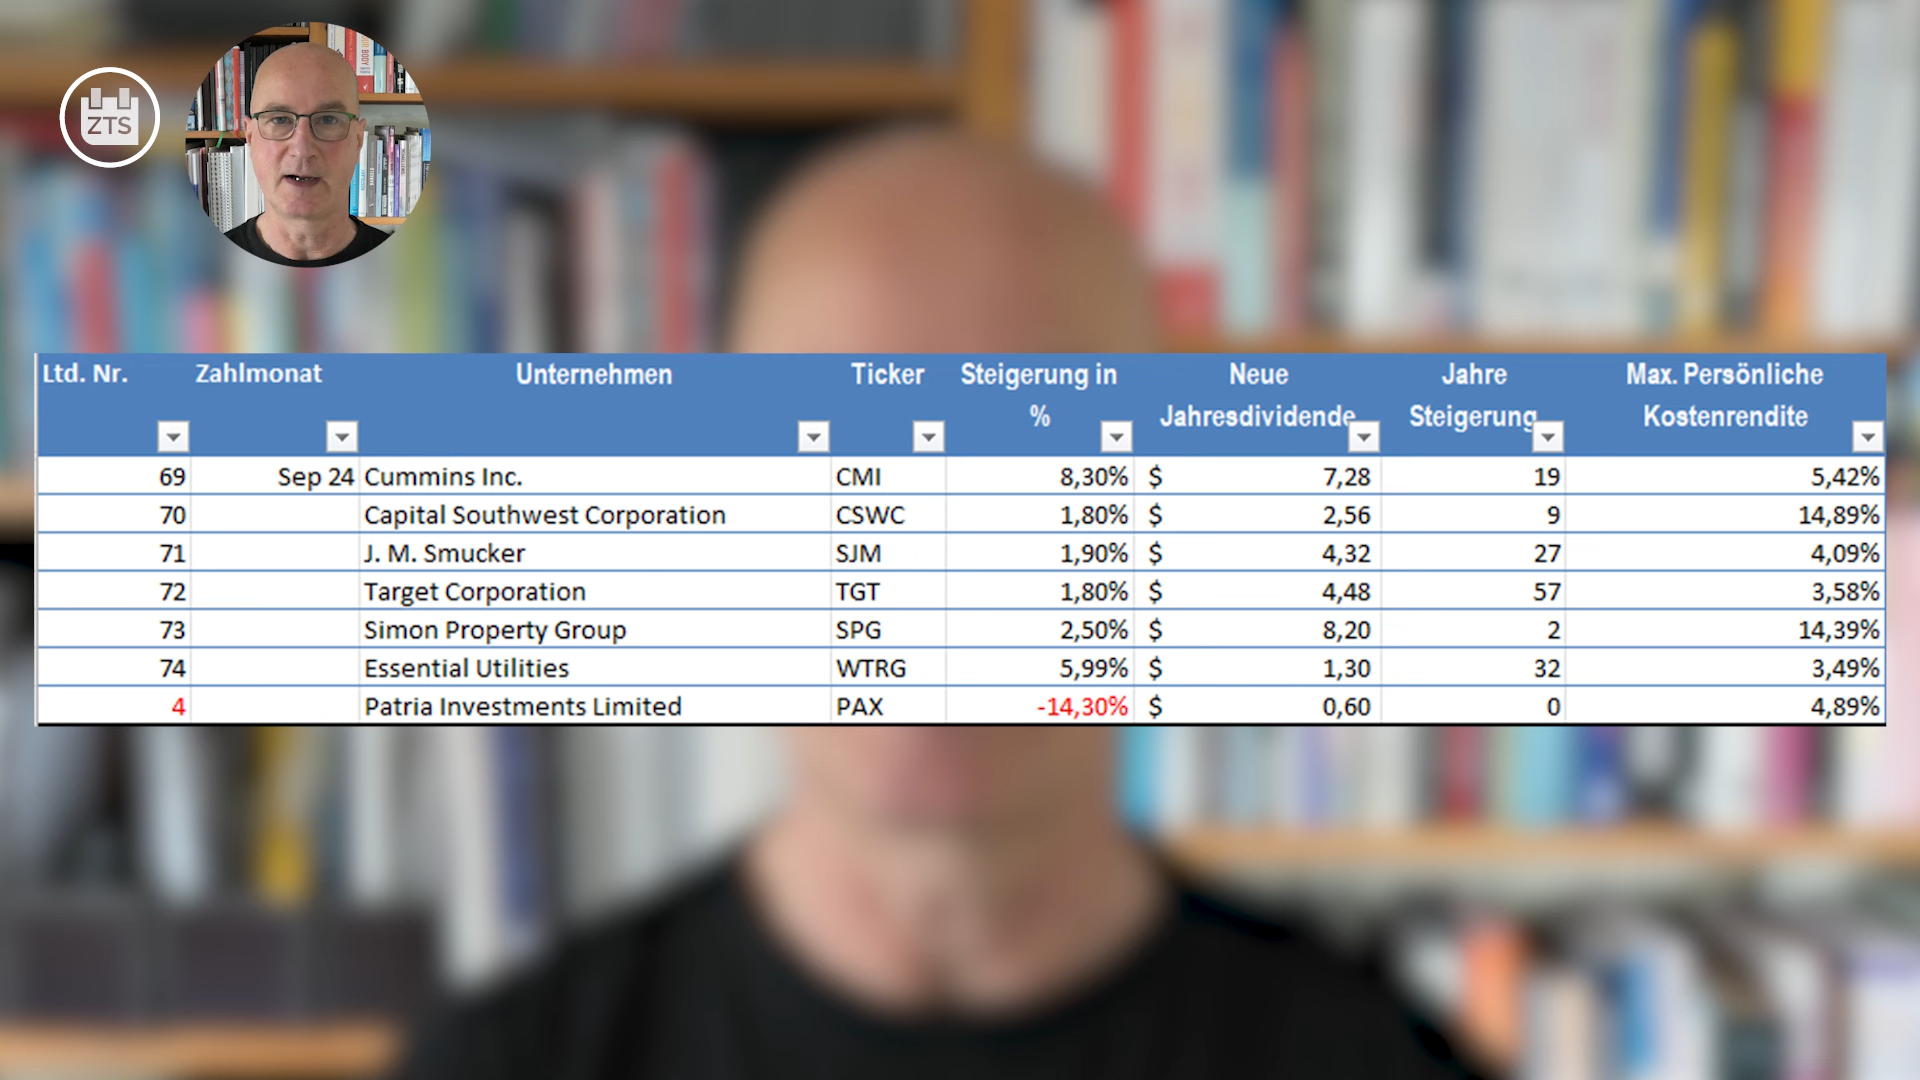 ZTS
Ltd. Nr. Zahlmonat Unternehmen Ticker Steigerung in % Neue Jahresdividende Jahre Steigerung Max. Persönliche Kostenrendite
69 Sep 24 Cummins Inc. CMI 8,30% $ 7,28 19 5,42%
70 Capital Southwest Corporation CSWC 1,80% $ 2,56 9 14,89%
71 J. M. Smucker SJM 1,90% $ 4,32 27 4,09%
72 Target Corporation TGT 1,80% $ 4,48 57 3,58%
73 Simon Property Group SPG 2,50% $ 8,20 2 14,39%
74 Essential Utilities WTRG 5,99% $ 1,30 32 3,49%
4 Patria Investments Limited PAX -14,30% $ 0,60 0 4,89%